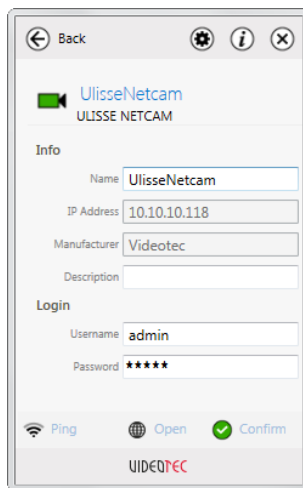 Back
UlisseNetcam
ULISSE NETCAM
Info
Name UlisseNetcam
IP Address 10.10.10.118
Manufacturer Videotec
Description
Login
Username admin
Password *****
Ping Open Confirm
VIDEOTEC